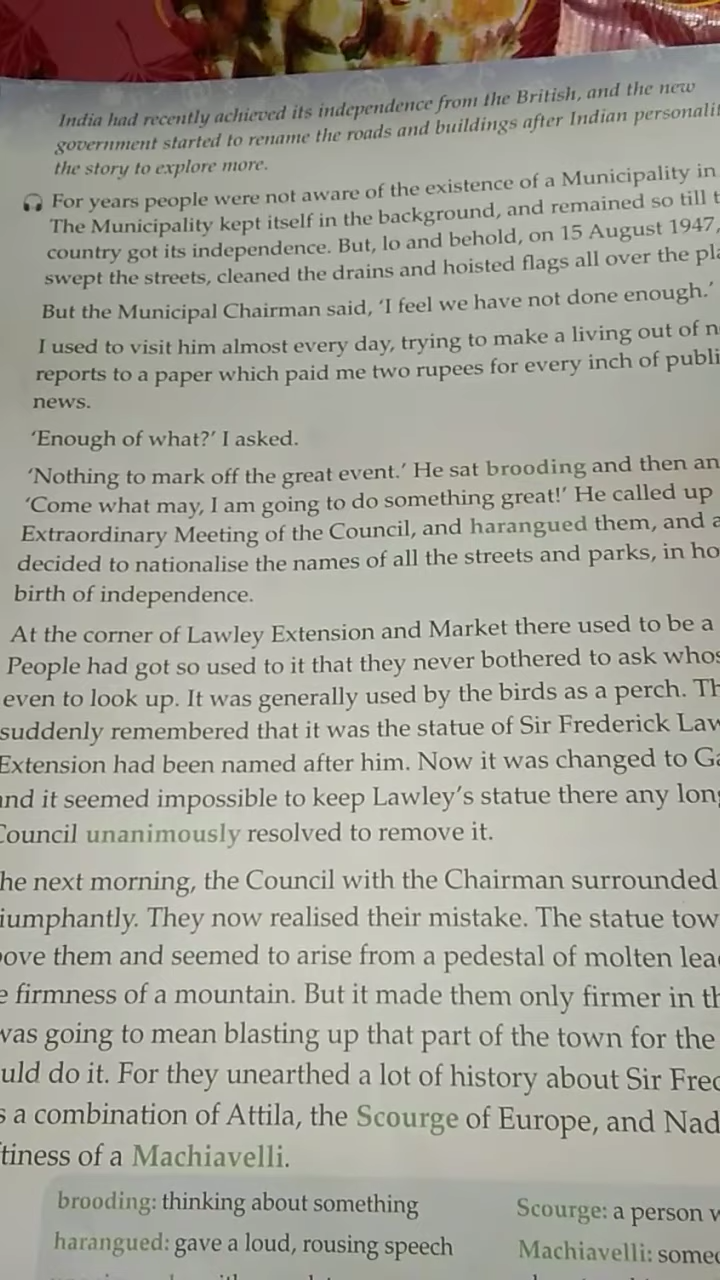 India had recently achieved its independence from the British, and the new
government started to rename the roads and buildings after Indian
the story to explore more.
For years people were not aware of the existence of a Municipality in
The Municipality kept itself in the background, and remained so till
country got its independence. But, lo and behold, on 15 August 1947,
swept the streets, cleaned the drains and hoisted flags all over the
But the Municipal Chairman said, ‘I feel we have not done enough.’
I used to visit him almost every day, trying to make a living out of
reports to a paper which paid me two rupees for every inch of
news.
‘Enough of what?’ I asked.
‘Nothing to mark off the great event.’ He sat brooding and then
‘Come what may, I am going to do something great!’ He called up
Extraordinary Meeting of the Council, and harangued them, and
decided to nationalise the names of all the streets and parks, in
birth of independence.
At the corner of Lawley Extension and Market there used to be a
People had got so used to it that they never bothered to ask
even to look up. It was generally used by the birds as a perch.
suddenly remembered that it was the statue of Sir Frederick
Extension had been named after him. Now it was changed to
and it seemed impossible to keep Lawley’s statue there any
Council unanimously resolved to remove it.
he next morning, the Council with the Chairman surrounded
iumphantly. They now realised their mistake. The statue
ove them and seemed to arise from a pedestal of molten
firmness of a mountain. But it made them only firmer in
was going to mean blasting up that part of the town for the
uld do it. For they unearthed a lot of history about Sir
a combination of Attila, the Scourge of Europe, and
tiness of a Machiavelli.
brooding: thinking about something
harangued: gave a loud, rousing speech
Scourge: a person
Machiavelli: